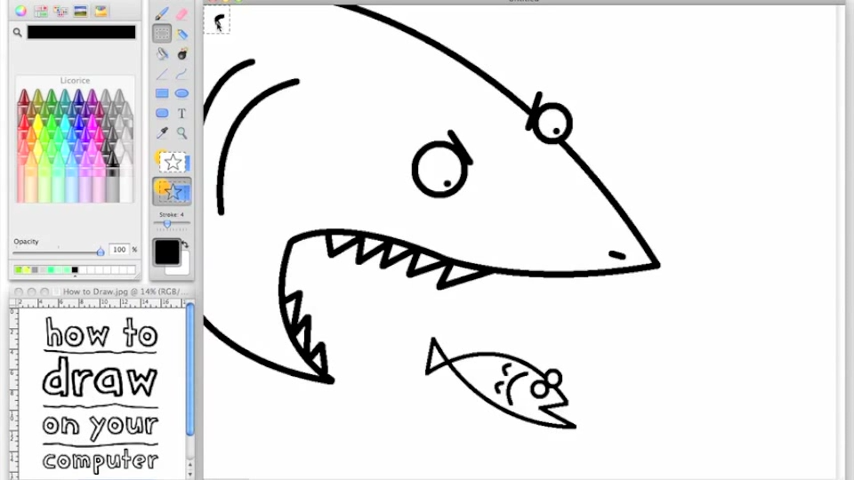 Licorice
Stroke: 4
Opacity
100
%
How to Draw.jpg @ 14% (RGB/
how to
draw
on your
computer